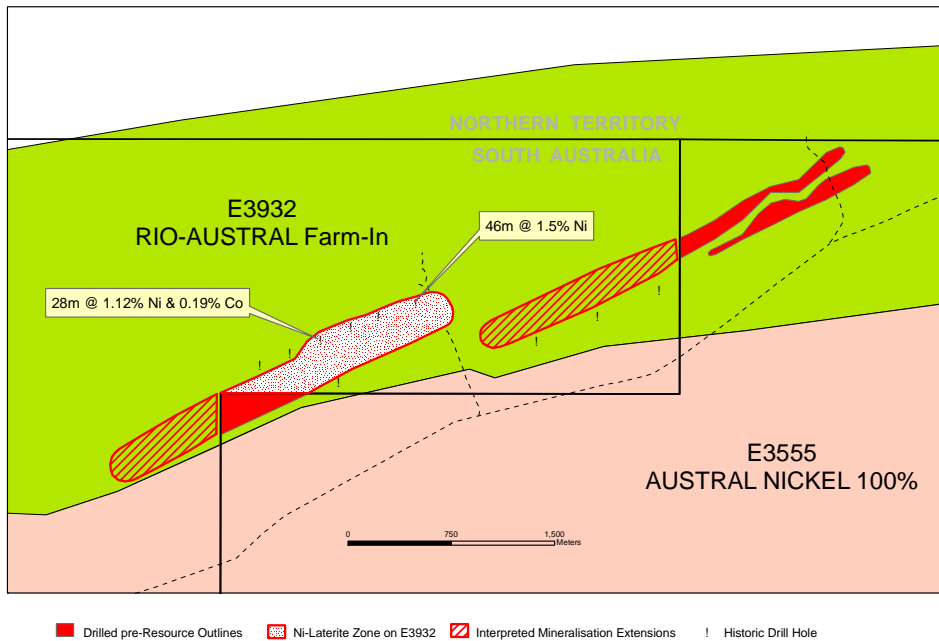 NORTHERN TERRITORY
SOUTH AUSTRALIA
E3932
RIO-AUSTRAL Farm-In
46m @ 1.5% Ni
28m @ 1.12% Ni & 0.19% Co
E3555
AUSTRAL NICKEL 100%
0 750 1,500
Meters
Drilled pre-Resource Outlines Ni-Laterite Zone on E3932 Interpreted Mineralisation Extensions ! Historic Drill Hole